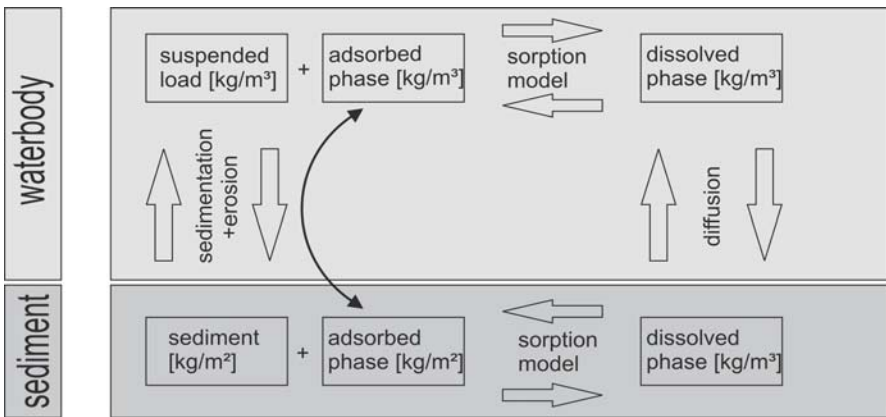 waterbody
suspended
load [kg/m³]
+
adsorbed
phase [kg/m³]
sorption
model
dissolved
phase [kg/m³]
sedimentation
+erosion
diffusion
sediment
sediment
[kg/m²]
+
adsorbed
phase [kg/m²]
sorption
model
dissolved
phase [kg/m³]